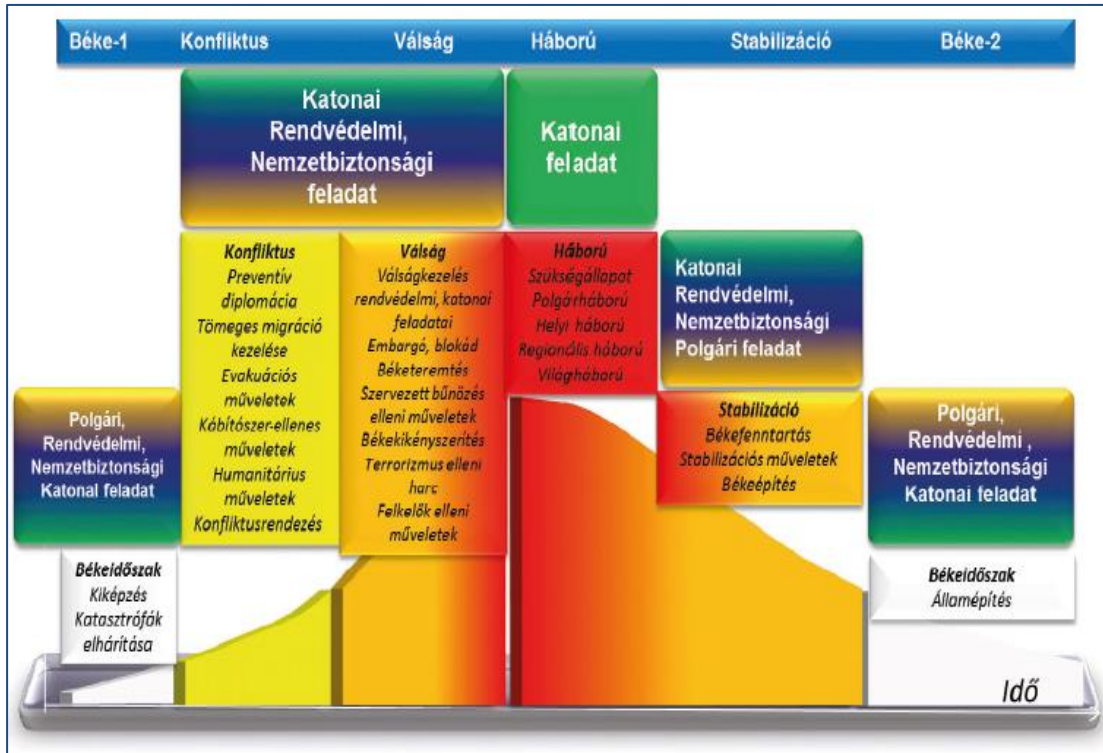 Béke-1 Konfliktus Válság Háború Stabilizáció Béke-2
Katonai
Rendvédelmi,
Nemzetbiztonsági
feladat
Katonai
feladat
Konfliktus
Preventív
diplomácia
Tömeges migráció
kezelése
Evakuációs
műveletek
Kábítószer-ellenes
műveletek
Humanitárius
műveletek
Konfliktusrendezés
Válság
Válságkezelés
rendvédelmi, katonai
feladatai
Embargó, blokád
Béketeremtés
Szervezett bűnözés
elleni műveletek
Békekikényszerítés
Terrorizmus elleni
harc
Felkelők elleni
műveletek
Háború
Szükségállapot
Polgárháború
Helyi háború
Regionális háború
Világháború
Katonai
Rendvédelmi,
Nemzetbiztonsági
Polgári feladat
Stabilizáció
Békefenntartás
Stabilizációs műveletek
Békeépítés
Polgári,
Rendvédelmi,
Nemzetbiztonsági
Katonai feladat
Békeidőszak
Kiképzés
Katasztrófák
elhárítása
Polgári,
Rendvédelmi ,
Nemzetbiztonsági
Katonai feladat
Békeidőszak
Államépítés
Idő